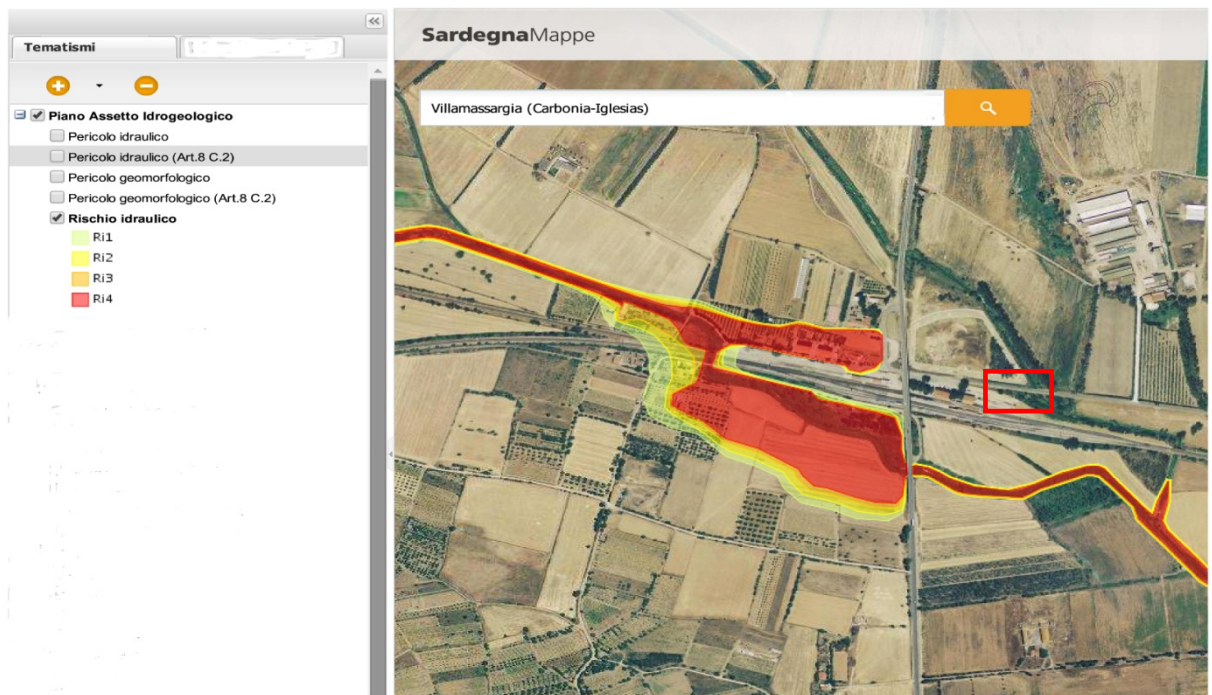 Tematismi
SardegnaMappe
Villamassargia (Carbonia-Iglesias)
Piano Assetto Idrogeologico
Pericolo idraulico
Pericolo idraulico (Art.8 C.2)
Pericolo geomorfologico
Pericolo geomorfologico (Art.8 C.2)
Rischio idraulico
Ri1
Ri2
Ri3
Ri4